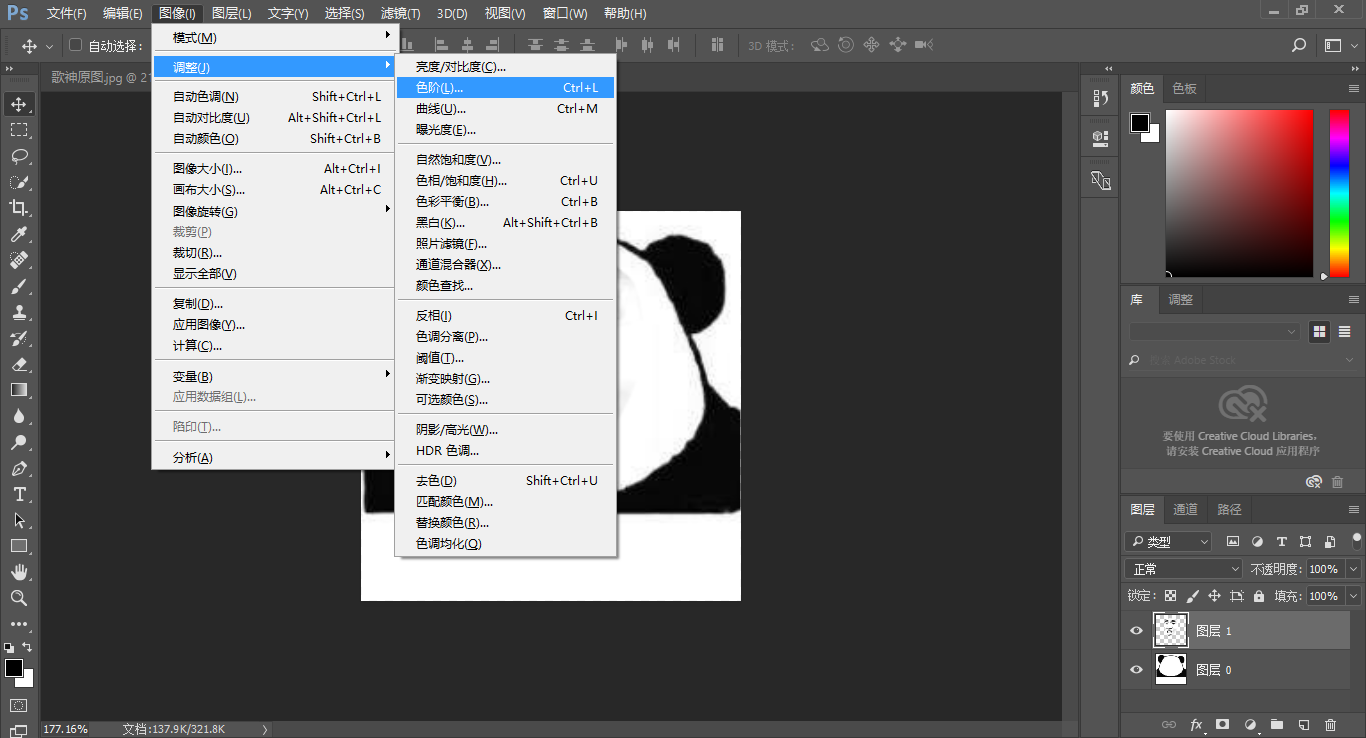 Ps 文件(F) 编辑(E) 图像(I) 图层(L) 文字(Y) 选择(S) 滤镜(T) 3D(D) 视图(V) 窗口(W) 帮助(H)
自动选择：
3D 模式：
歌神原图.jpg @ 21
模式(M)
调整(J)
自动色调(N) Shift+Ctrl+L
自动对比度(U) Alt+Shift+Ctrl+L
自动颜色(O) Shift+Ctrl+B
图像大小(I)... Alt+Ctrl+I
画布大小(S)... Alt+Ctrl+C
图像旋转(G)
裁剪(P)
裁切(R)...
显示全部(V)
复制(D)...
应用图像(Y)...
计算(C)...
变量(B)
应用数据组(L)...
陷印(T)...
分析(A)
亮度/对比度(C)...
色阶(L)... Ctrl+L
曲线(U)... Ctrl+M
曝光度(E)...
自然饱和度(V)...
色相/饱和度(H)... Ctrl+U
色彩平衡(B)... Ctrl+B
黑白(K)... Alt+Shift+Ctrl+B
照片滤镜(F)...
通道混合器(X)...
颜色查找...
反相(I) Ctrl+I
色调分离(P)...
阈值(T)...
渐变映射(G)...
可选颜色(S)...
阴影/高光(W)...
HDR 色调...
去色(D) Shift+Ctrl+U
匹配颜色(M)...
替换颜色(R)...
色调均化(Q)
颜色 色板
库 调整
搜索 Adobe Stock
要使用 Creative Cloud Libraries，
请安装 Creative Cloud 应用程序
图层 通道 路径
类型
正常 不透明度： 100%
锁定： 填充： 100%
图层 1
图层 0
fx
177.16% 文档:137.9K/321.8K